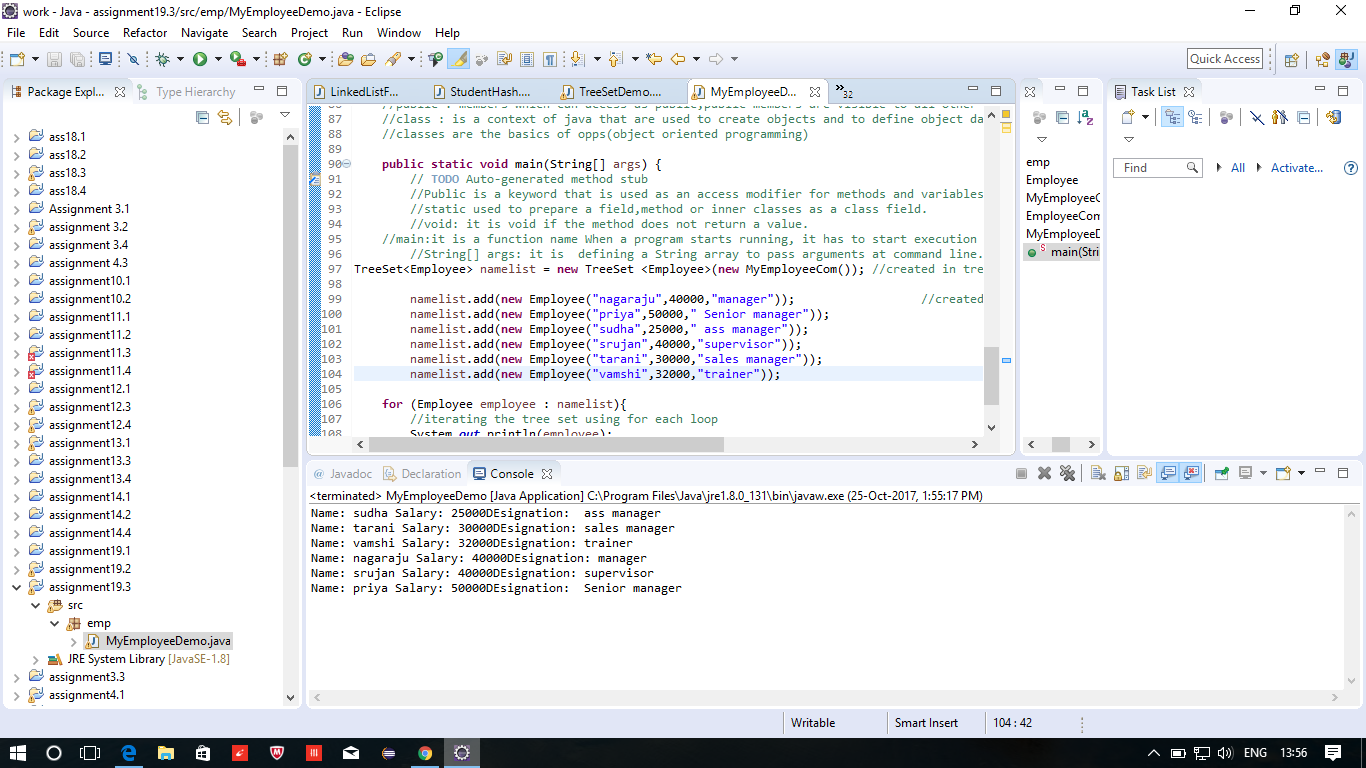 work - Java - assignment19.3/src/emp/MyEmployeeDemo.java - Eclipse
File Edit Source Refactor Navigate Search Project Run Window Help
Quick Access
Package Expl... Type Hierarchy
ass18.1
ass18.2
ass18.3
ass18.4
Assignment 3.1
assignment 3.2
assignment 3.4
assignment 4.3
assignment10.1
assignment10.2
assignment11.1
assignment11.2
assignment11.3
assignment11.4
assignment12.1
assignment12.3
assignment12.4
assignment13.1
assignment13.3
assignment13.4
assignment14.1
assignment14.2
assignment14.4
assignment19.1
assignment19.2
assignment19.3
src
emp
MyEmployeeDemo.java
JRE System Library [JavaSE-1.8]
assignment3.3
assignment4.1
LinkedListF... StudentHash.... TreeSetDemo.... MyEmployeeD... »32
87 //class : is a context of java that are used to create objects and to define object da
88 //classes are the basics of opps(object oriented programming)
89
90 public static void main(String[] args) {
91 // TODO Auto-generated method stub
92 //Public is a keyword that is used as an access modifier for methods and variables
93 //static used to prepare a field,method or inner classes as a class field.
94 //void: it is void if the method does not return a value.
95 //main:it is a function name When a program starts running, it has to start execution
96 //String[] args: it is  defining a String array to pass arguments at command line.
97 TreeSet<Employee> namelist = new TreeSet <Employee>(new MyEmployeeCom()); //created in tre
98
99 namelist.add(new Employee("nagaraju",40000,"manager")); //created
100 namelist.add(new Employee("priya",50000," Senior manager"));
101 namelist.add(new Employee("sudha",25000," ass manager"));
102 namelist.add(new Employee("srujan",40000,"supervisor"));
103 namelist.add(new Employee("tarani",30000,"sales manager"));
104 namelist.add(new Employee("vamshi",32000,"trainer"));
105
106 for (Employee employee : namelist){
107 //iterating the tree set using for each loop
108 System.out.println(employee);
emp
Employee
MyEmployeeC
EmployeeCom
MyEmployeeD
main(Stri
Task List
Find All Activate...
Javadoc Declaration Console
<terminated> MyEmployeeDemo [Java Application] C:\Program Files\Java\jre1.8.0_131\bin\javaw.exe (25-Oct-2017, 1:55:17 PM)
Name: sudha Salary: 25000DEsignation:  ass manager
Name: tarani Salary: 30000DEsignation: sales manager
Name: vamshi Salary: 32000DEsignation: trainer
Name: nagaraju Salary: 40000DEsignation: manager
Name: srujan Salary: 40000DEsignation: supervisor
Name: priya Salary: 50000DEsignation:  Senior manager
Writable Smart Insert 104 : 42
ENG 13:56